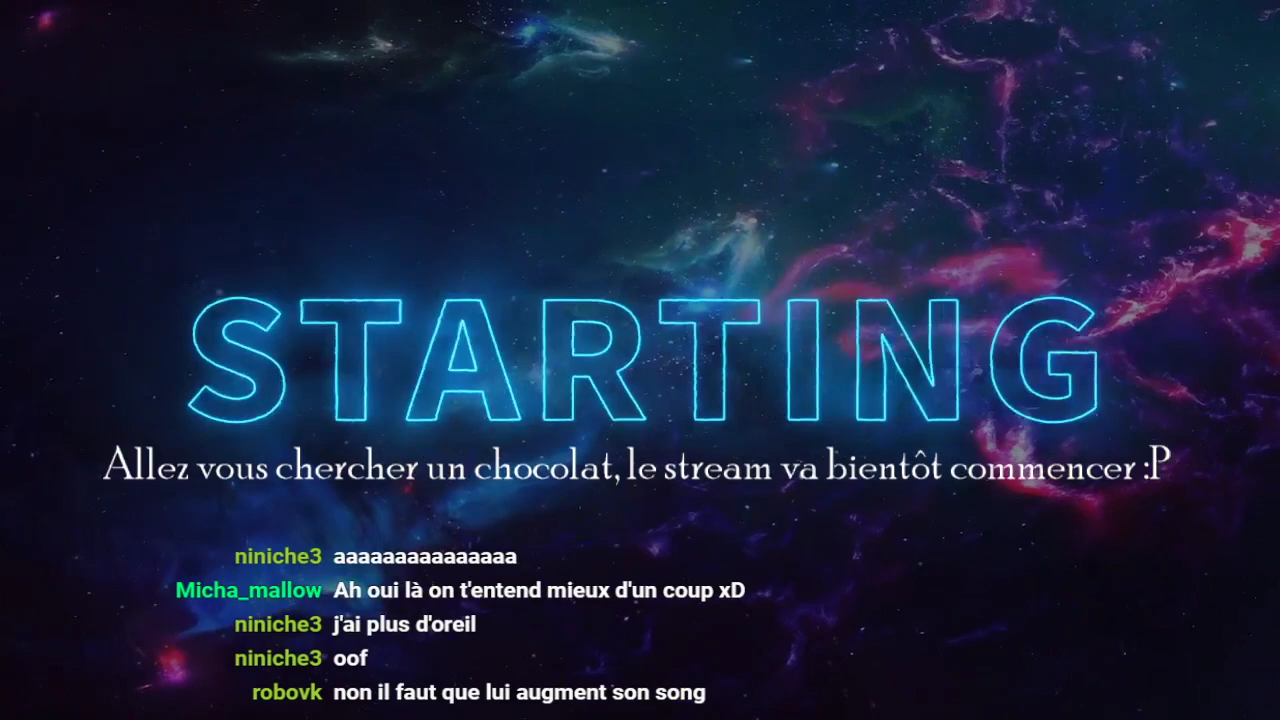 STARTING
Allez vous chercher un chocolat, le stream va bientôt commencer :P
niniche3 aaaaaaaaaaaaaaa
Micha_mallow Ah oui là on t'entend mieux d'un coup xD
niniche3 j'ai plus d'oreil
niniche3 oof
robovk non il faut que lui augment son song